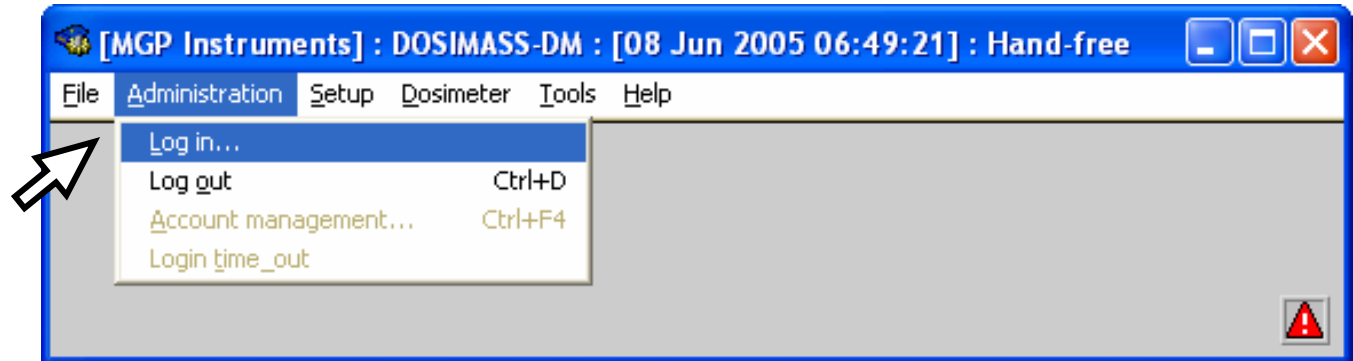 [MGP Instruments] : DOSIMASS-DM : [08 Jun 2005 06:49:21] : Hand-free
File Administration Setup Dosimeter Tools Help
Log in...
Log out Ctrl+D
Account management... Ctrl+F4
Login time_out